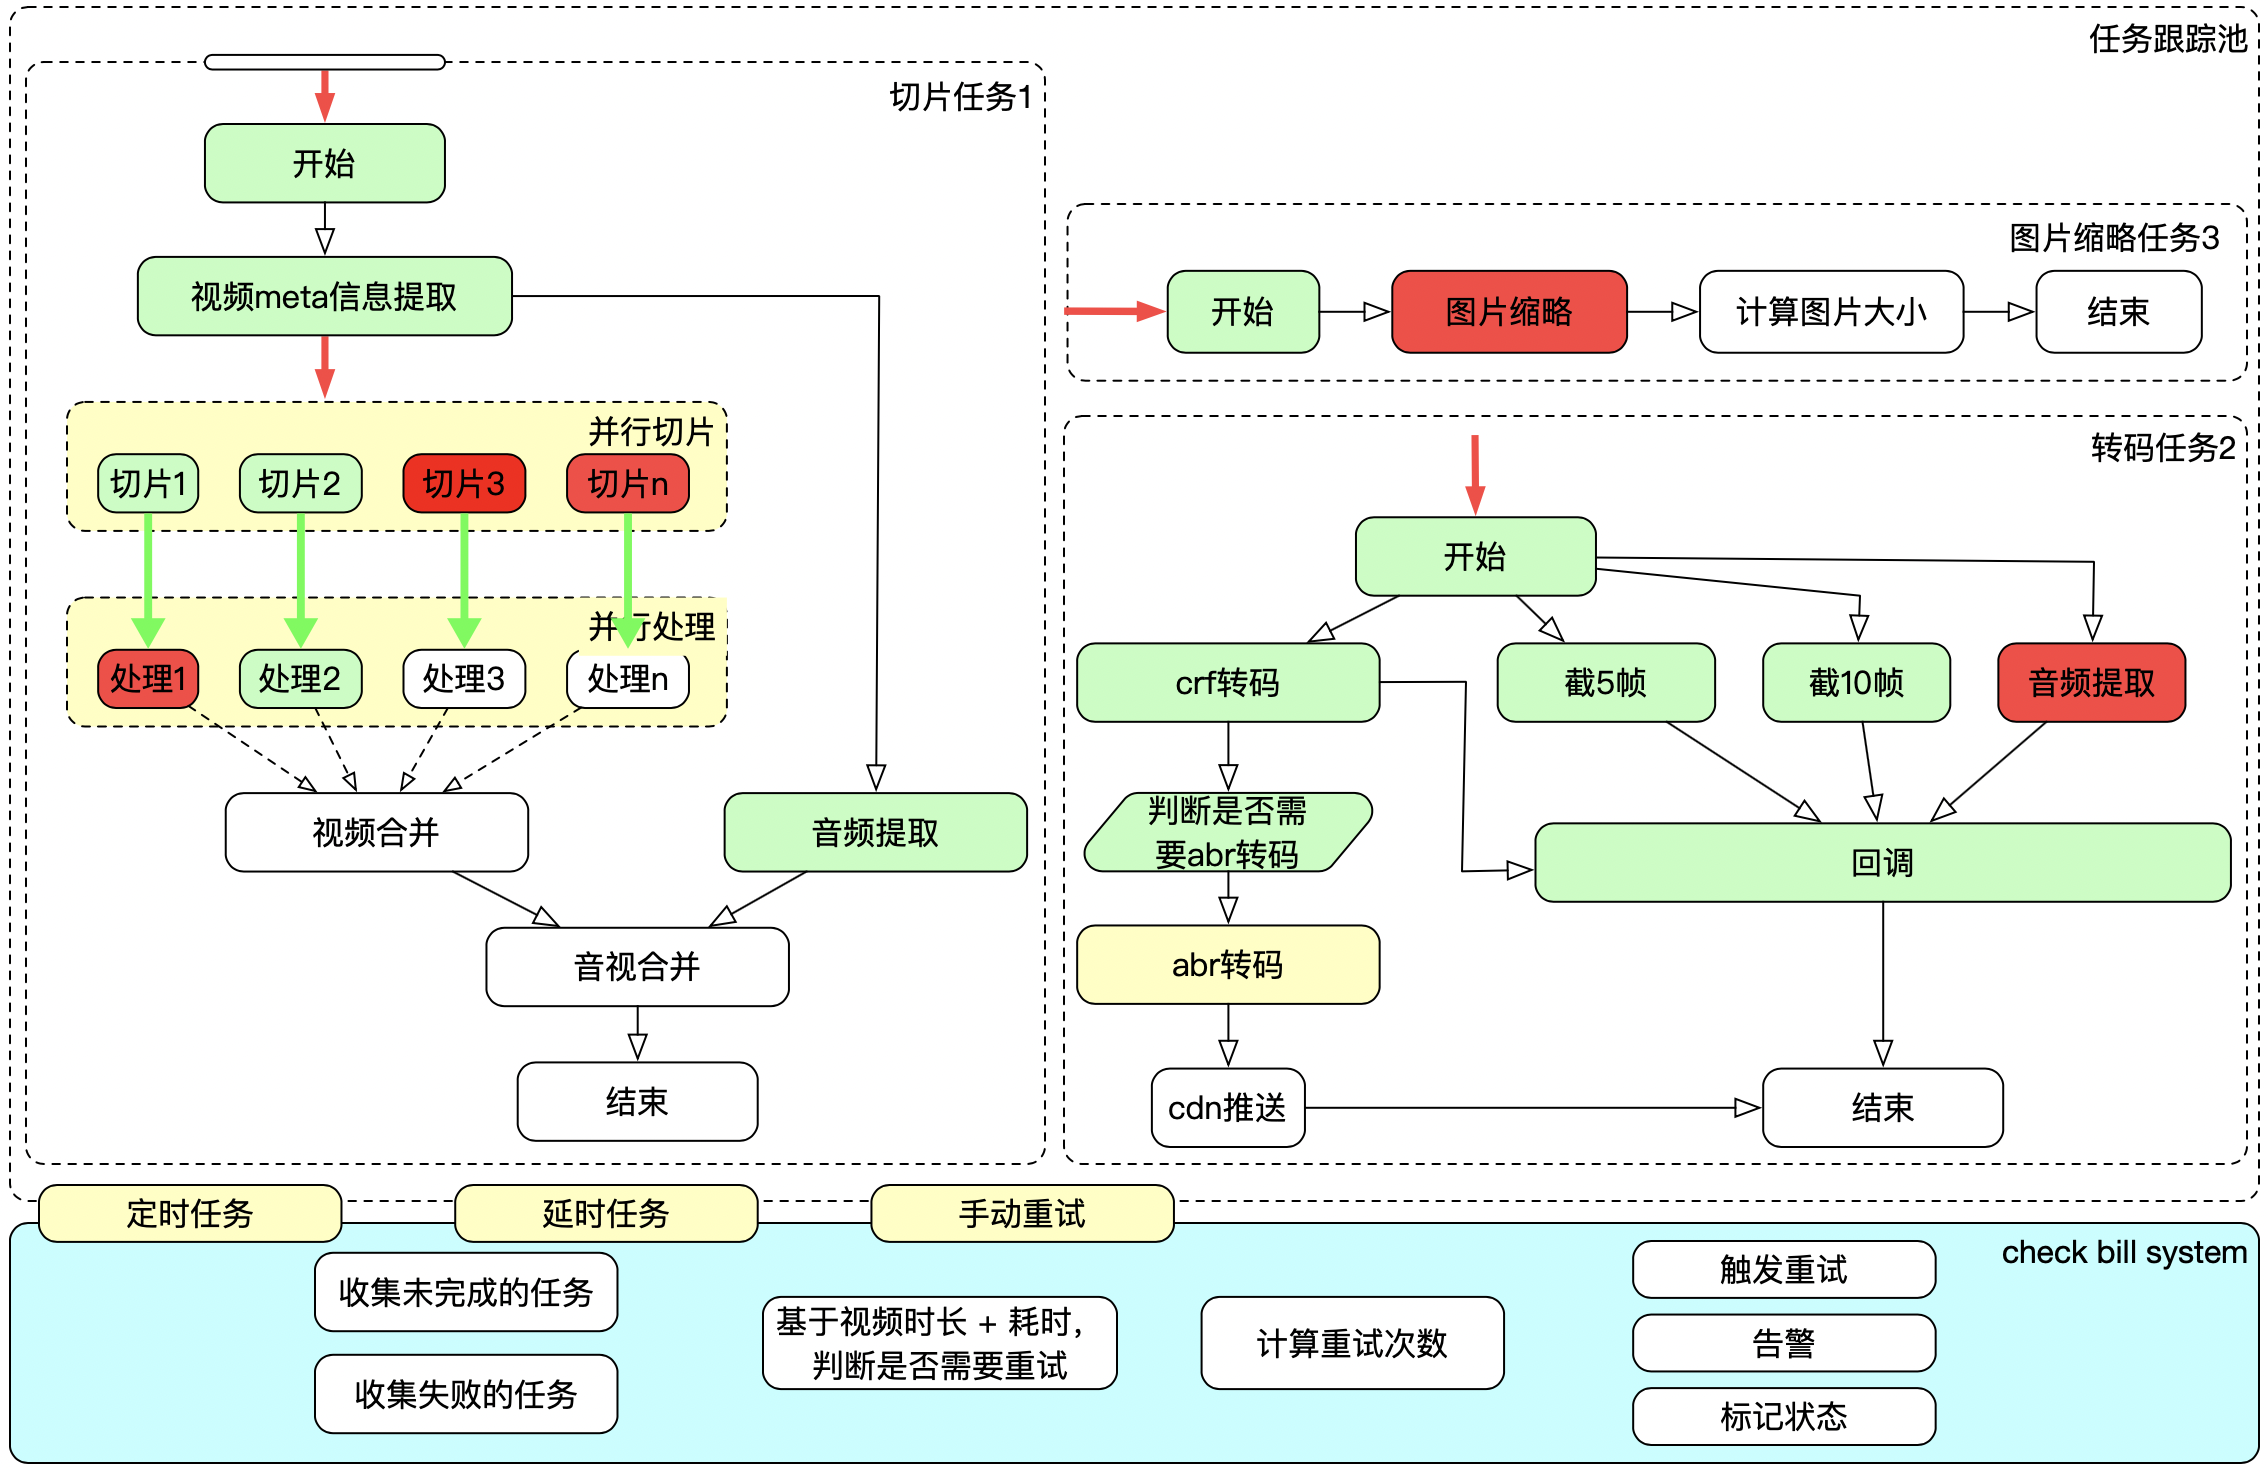 任务跟踪池
切片任务1
开始
视频meta信息提取
并行切片
切片1
切片2
切片3
切片n
并行处理
处理1
处理2
处理3
处理n
视频合并
音频提取
音视合并
结束
图片缩略任务3
开始
图片缩略
计算图片大小
结束
转码任务2
开始
crf转码
截5帧
截10帧
音频提取
判断是否需
要abr转码
回调
abr转码
cdn推送
结束
定时任务
延时任务
手动重试
check bill system
收集未完成的任务
收集失败的任务
基于视频时长 + 耗时，
判断是否需要重试
计算重试次数
触发重试
告警
标记状态